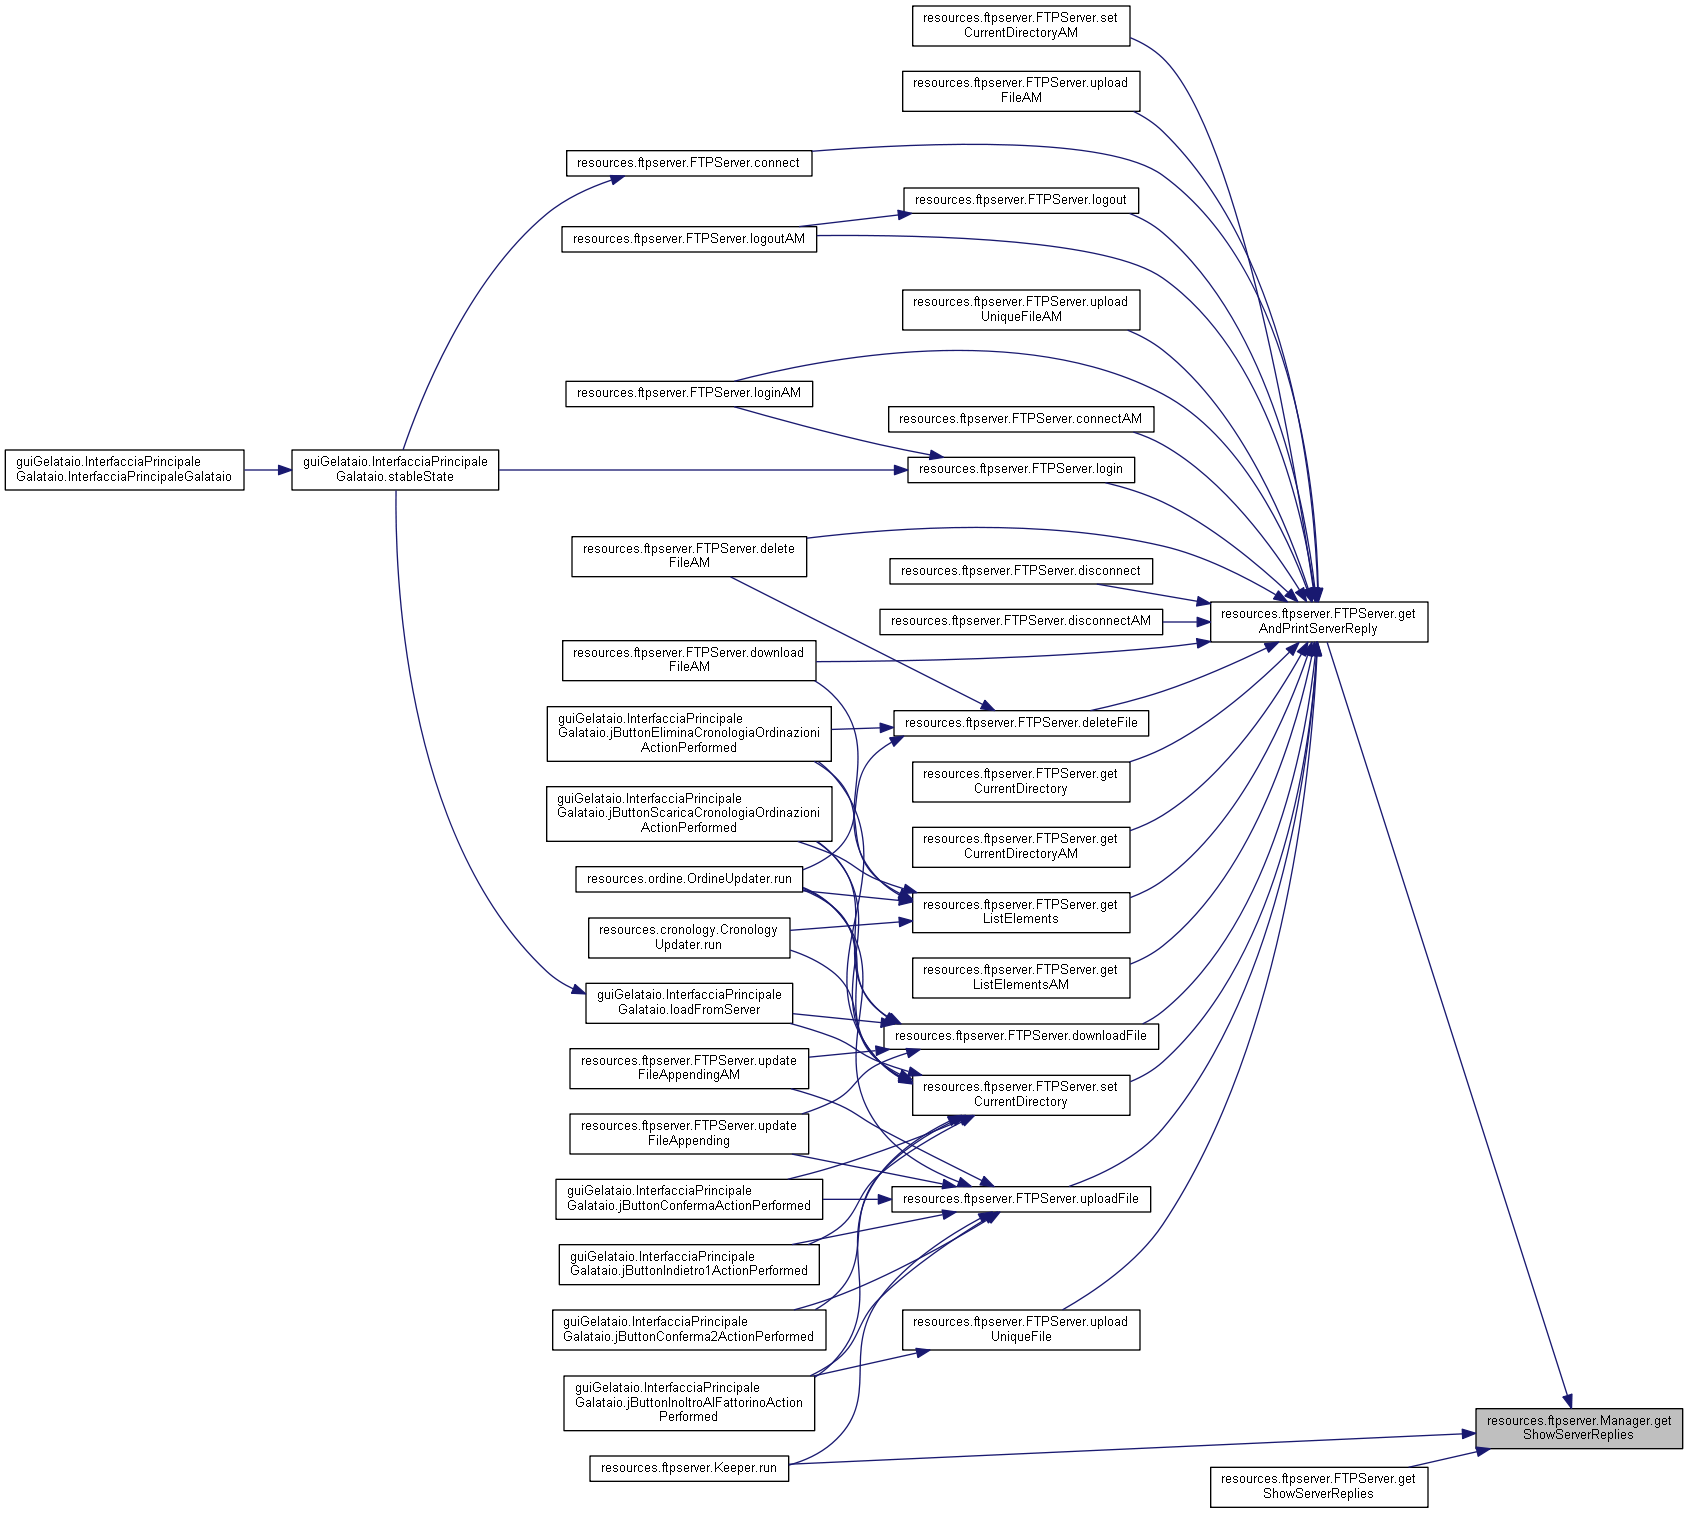 resources.ftpserver.FTPServer.set
CurrentDirectoryAM
resources.ftpserver.FTPServer.upload
FileAM
resources.ftpserver.FTPServer.connect
resources.ftpserver.FTPServer.logout
resources.ftpserver.FTPServer.logoutAM
resources.ftpserver.FTPServer.upload
UniqueFileAM
resources.ftpserver.FTPServer.loginAM
resources.ftpserver.FTPServer.connectAM
guiGelataio.InterfacciaPrincipale
Galataio.InterfacciaPrincipaleGalataio
guiGelataio.InterfacciaPrincipale
Galataio.stableState
resources.ftpserver.FTPServer.login
resources.ftpserver.FTPServer.delete
FileAM
resources.ftpserver.FTPServer.disconnect
resources.ftpserver.FTPServer.disconnectAM
resources.ftpserver.FTPServer.get
AndPrintServerReply
resources.ftpserver.FTPServer.download
FileAM
guiGelataio.InterfacciaPrincipale
Galataio.jButtonEliminaCronologiaOrdinazioni
ActionPerformed
resources.ftpserver.FTPServer.deleteFile
resources.ftpserver.FTPServer.get
CurrentDirectory
guiGelataio.InterfacciaPrincipale
Galataio.jButtonScaricaCronologiaOrdinazioni
ActionPerformed
resources.ftpserver.FTPServer.get
CurrentDirectoryAM
resources.ordine.OrdineUpdater.run
resources.ftpserver.FTPServer.get
ListElements
resources.cronology.Cronology
Updater.run
resources.ftpserver.FTPServer.get
ListElementsAM
guiGelataio.InterfacciaPrincipale
Galataio.loadFromServer
resources.ftpserver.FTPServer.downloadFile
resources.ftpserver.FTPServer.update
FileAppendingAM
resources.ftpserver.FTPServer.set
CurrentDirectory
resources.ftpserver.FTPServer.update
FileAppending
guiGelataio.InterfacciaPrincipale
Galataio.jButtonConfermaActionPerformed
resources.ftpserver.FTPServer.uploadFile
guiGelataio.InterfacciaPrincipale
Galataio.jButtonIndietro1ActionPerformed
guiGelataio.InterfacciaPrincipale
Galataio.jButtonConferma2ActionPerformed
resources.ftpserver.FTPServer.upload
UniqueFile
guiGelataio.InterfacciaPrincipale
Galataio.jButtonInoltroAlFattorinoAction
Performed
resources.ftpserver.Manager.get
ShowServerReplies
resources.ftpserver.Keeper.run
resources.ftpserver.FTPServer.get
ShowServerReplies